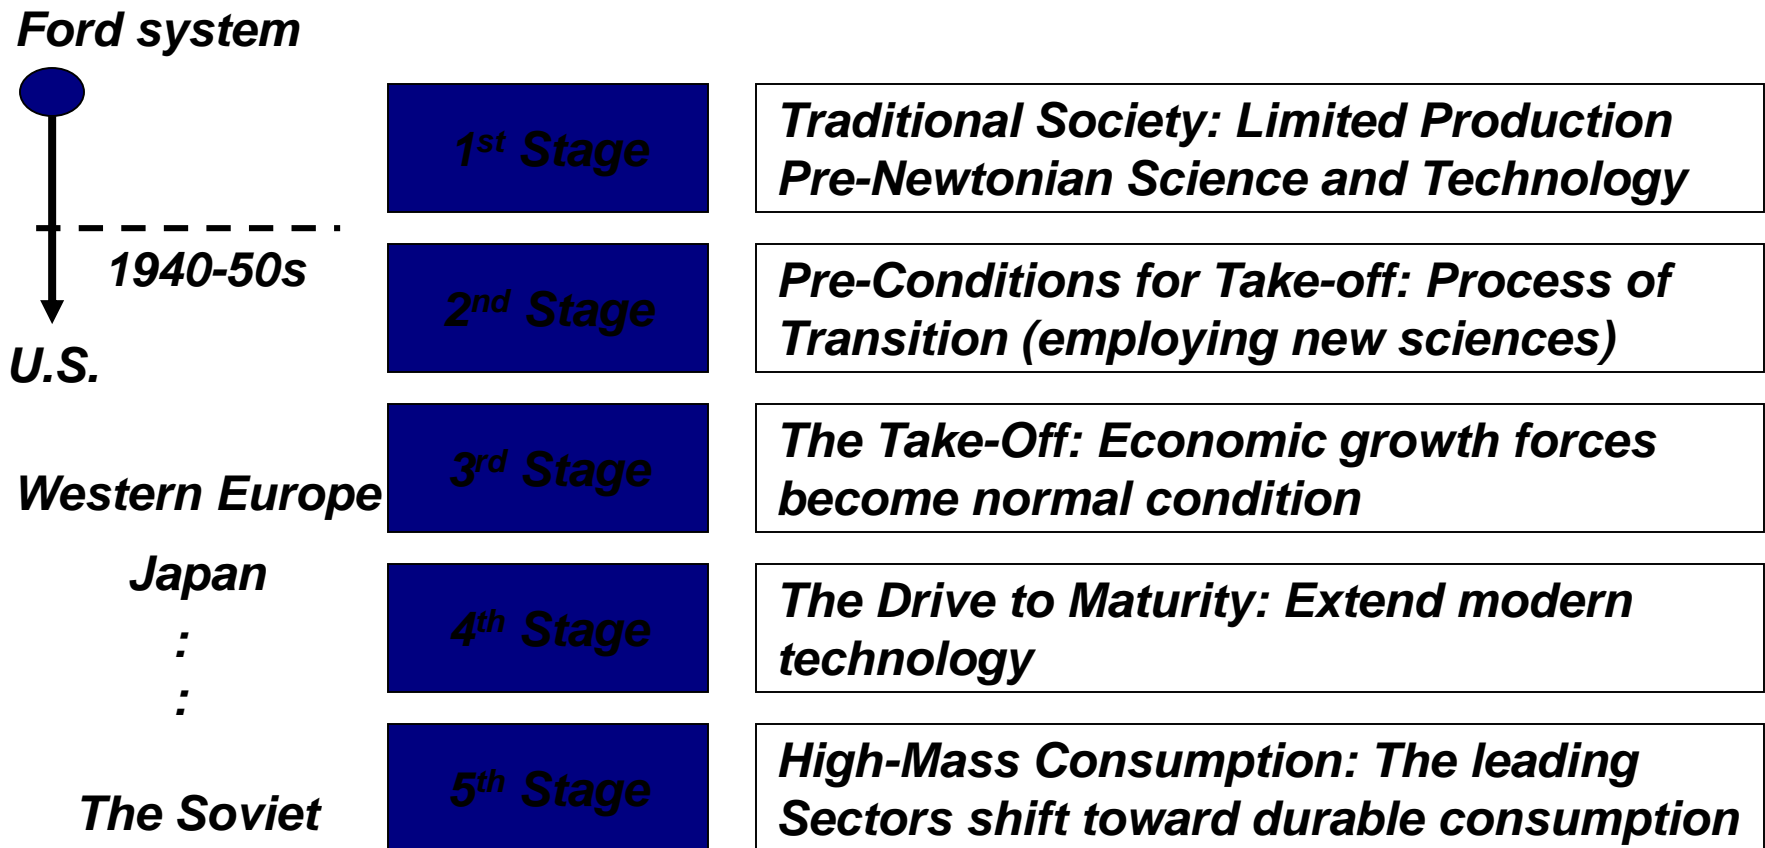 Ford system
1940-50s
U.S.
Western Europe
Japan
:
:
The Soviet
1st Stage
Traditional Society: Limited Production
Pre-Newtonian Science and Technology
2nd Stage
Pre-Conditions for Take-off: Process of
Transition (employing new sciences)
3rd Stage
The Take-Off: Economic growth forces
become normal condition
4th Stage
The Drive to Maturity: Extend modern
technology
5th Stage
High-Mass Consumption: The leading
Sectors shift toward durable consumption